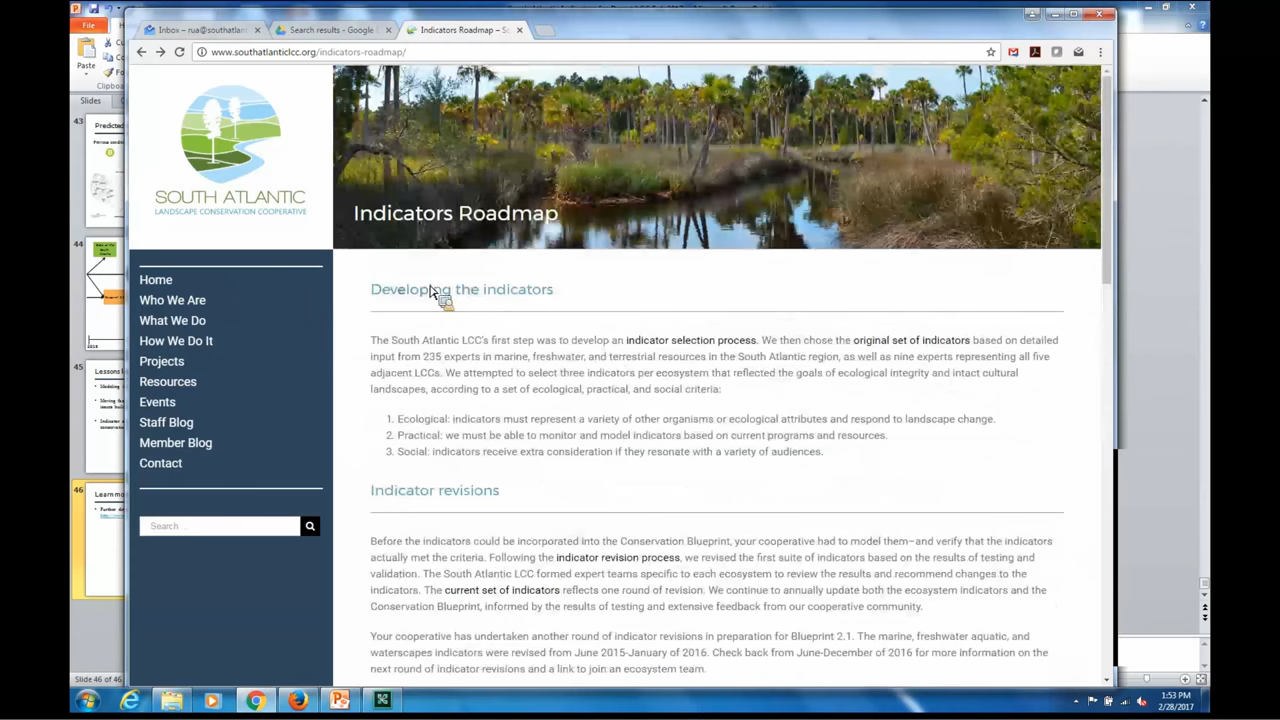 File
Inbox – rua@southatlant
Search results - Google
Indicators Roadmap – So
www.southatlanticlcc.org/indicators-roadmap/
Paste
Clipboa
Slides
43
Predicted
44
45
Lessons l
46
Learn mo
SOUTH ATLANTIC
LANDSCAPE CONSERVATION COOPERATIVE
Indicators Roadmap
Home
Who We Are
What We Do
How We Do It
Projects
Resources
Events
Staff Blog
Member Blog
Contact
Search ...
Developing the indicators
The South Atlantic LCC's first step was to develop an indicator selection process. We then chose the original set of indicators based on detailed
input from 235 experts in marine, freshwater, and terrestrial resources in the South Atlantic region, as well as nine experts representing all five
adjacent LCCs. We attempted to select three indicators per ecosystem that reflected the goals of ecological integrity and intact cultural
landscapes, according to a set of ecological, practical, and social criteria:
1. Ecological: indicators must represent a variety of other organisms or ecological attributes and respond to landscape change.
2. Practical: we must be able to monitor and model indicators based on current programs and resources.
3. Social: indicators receive extra consideration if they resonate with a variety of audiences.
Indicator revisions
Before the indicators could be incorporated into the Conservation Blueprint, your cooperative had to model them–and verify that the indicators
actually met the criteria. Following the indicator revision process, we revised the first suite of indicators based on the results of testing and
validation. The South Atlantic LCC formed expert teams specific to each ecosystem to review the results and recommend changes to the
indicators. The current set of indicators reflects one round of revision. We continue to annually update both the ecosystem indicators and the
Conservation Blueprint, informed by the results of testing and extensive feedback from our cooperative community.
Your cooperative has undertaken another round of indicator revisions in preparation for Blueprint 2.1. The marine, freshwater aquatic, and
waterscapes indicators were revised from June 2015-January of 2016. Check back from June-December of 2016 for more information on the
next round of indicator revisions and a link to join an ecosystem team.
Slide 46 of 46
1:53 PM
2/28/2017